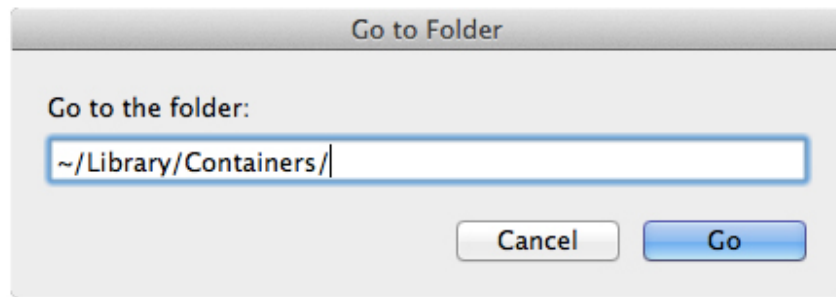 Go to Folder
Go to the folder:
~/Library/Containers/
Cancel Go